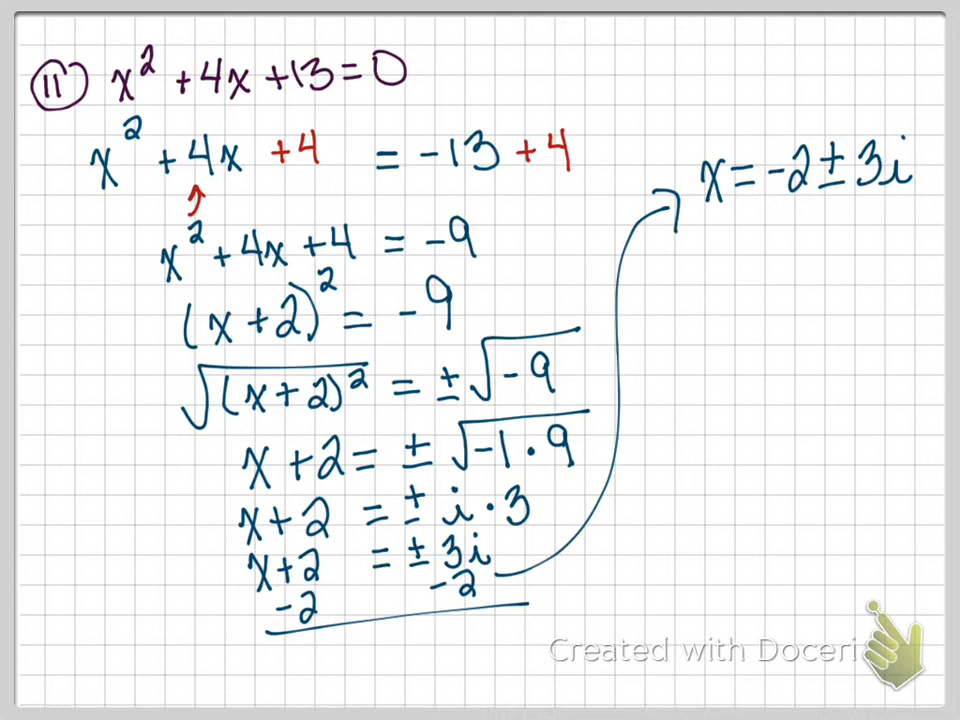 ⑪ x² + 4x + 13 = 0
x² + 4x + 4 = -13 + 4
x² + 4x + 4 = -9
(x + 2)² = -9
√(x + 2)² = ± √-9
x + 2 = ± √-1 · 9
x + 2 = ± i · 3
x + 2 = ± 3i
-2 -2
x = -2 ± 3i
Created with Doceri